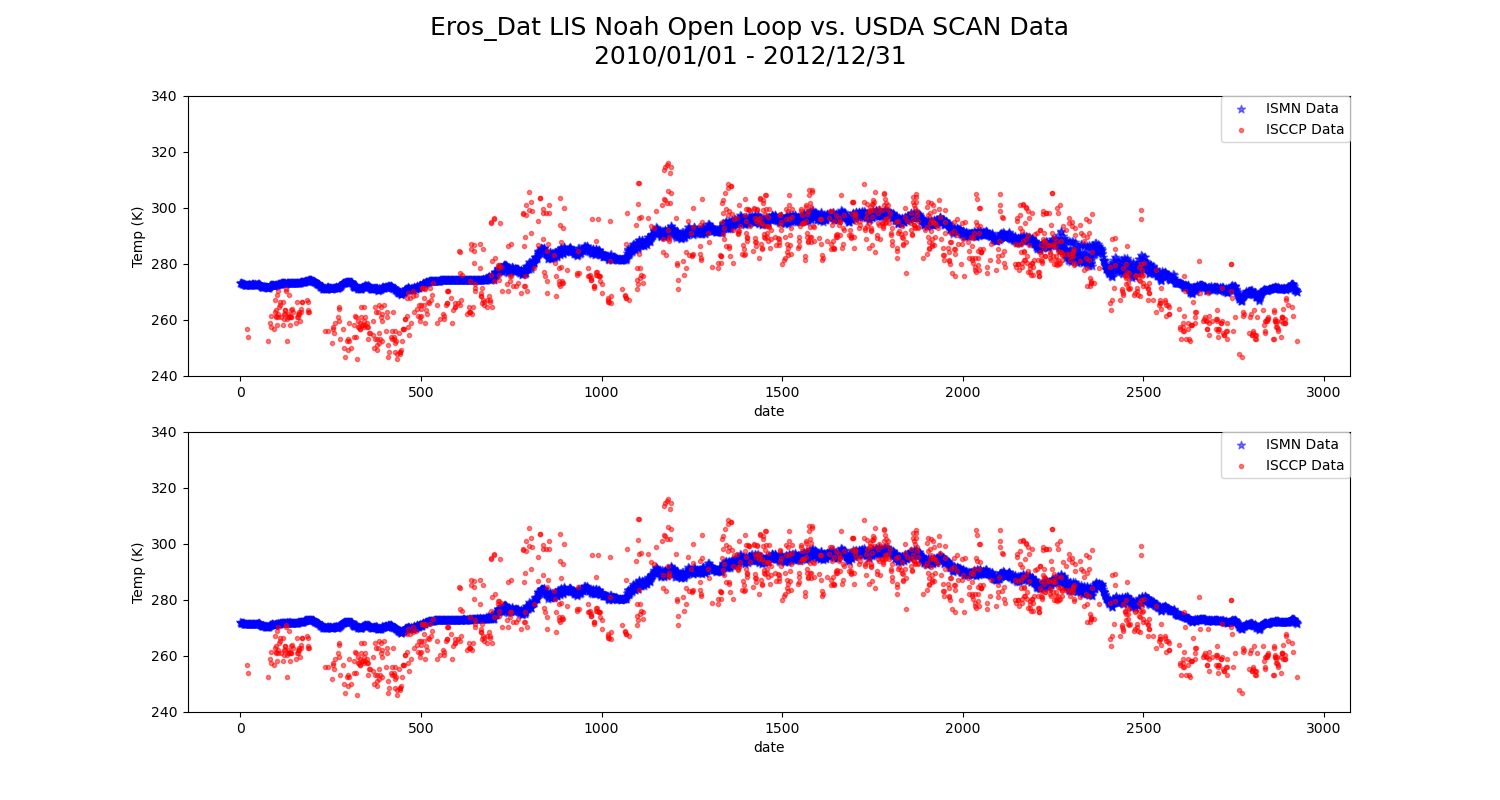 Eros_Dat LIS Noah Open Loop vs. USDA SCAN Data
2010/01/01 - 2012/12/31
340
320
300
280
260
240
Temp (K)
ISMN Data
ISCCP Data
0 500 1000 1500 2000 2500 3000
date
340
320
300
280
260
240
Temp (K)
ISMN Data
ISCCP Data
0 500 1000 1500 2000 2500 3000
date